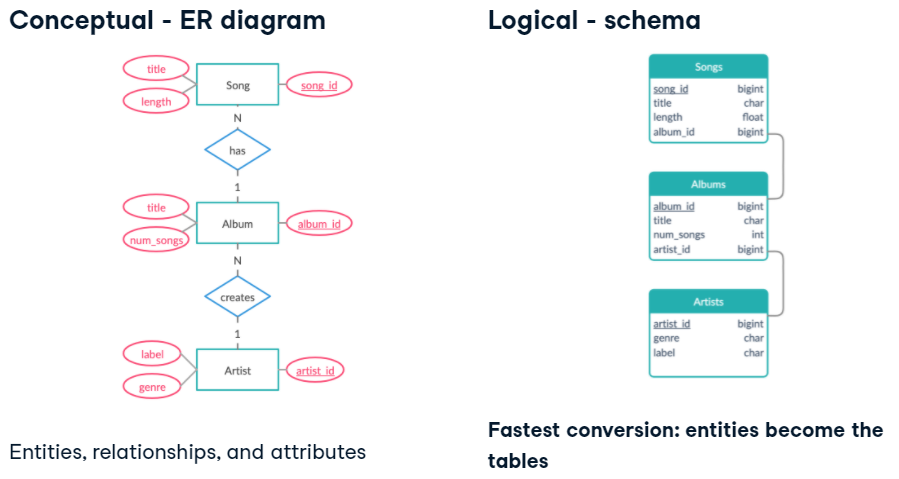 Conceptual - ER diagram
title
Song
song_id
length
N
has
1
title
Album
album_id
num_songs
N
creates
1
label
Artist
artist_id
genre
Entities, relationships, and attributes
Logical - schema
Songs
song_id bigint
title char
length float
album_id bigint
Albums
album_id bigint
title char
num_songs int
artist_id bigint
Artists
artist_id bigint
genre char
label char
Fastest conversion: entities become the
tables